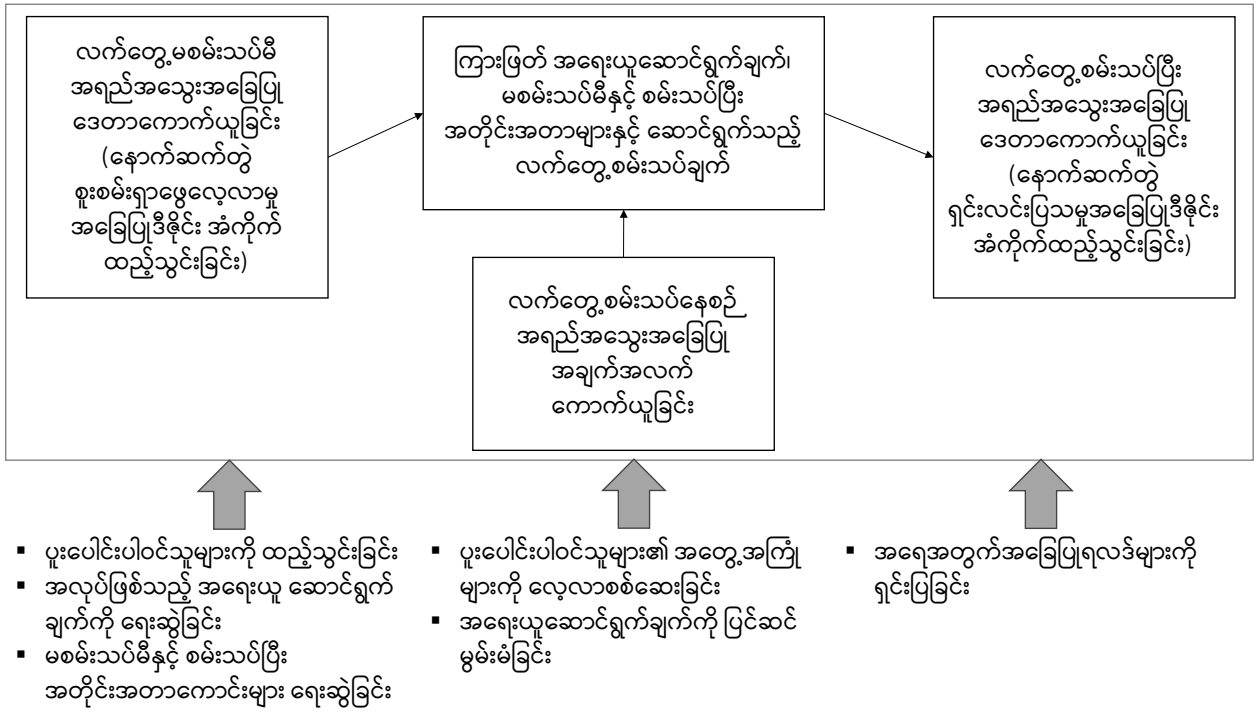 လက်တွေ့မစမ်းသပ်မီ
အရည်အသွေးအခြေပြု
ဒေတာကောက်ယူခြင်း
(နောက်ဆက်တွဲ
စူးစမ်းရှာဖွေလေ့လာမှု
အခြေပြုဒီဇိုင်း အံကိုက်
ထည့်သွင်းခြင်း)
ကြားဖြတ် အရေးယူဆောင်ရွက်ချက်၊
မစမ်းသပ်မီနှင့် စမ်းသပ်ပြီး
အတိုင်းအတာများနှင့် ဆောင်ရွက်သည့်
လက်တွေ့စမ်းသပ်ချက်
လက်တွေ့စမ်းသပ်ပြီး
အရည်အသွေးအခြေပြု
ဒေတာကောက်ယူခြင်း
(နောက်ဆက်တွဲ
ရှင်းလင်းပြသမှုအခြေပြုဒီဇိုင်း
အံကိုက်ထည့်သွင်းခြင်း)
လက်တွေ့စမ်းသပ်နေစဉ်
အရည်အသွေးအခြေပြု
အချက်အလက်
ကောက်ယူခြင်း
▪ ပူးပေါင်းပါဝင်သူများကို ထည့်သွင်းခြင်း
▪ အလုပ်ဖြစ်သည့် အရေးယူ ဆောင်ရွက်
ချက်ကို ရေးဆွဲခြင်း
▪ မစမ်းသပ်မီနှင့် စမ်းသပ်ပြီး
အတိုင်းအတာကောင်းများ ရေးဆွဲခြင်း
▪ ပူးပေါင်းပါဝင်သူများ၏ အတွေ့အကြုံ
များကို လေ့လာစစ်ဆေးခြင်း
▪ အရေးယူဆောင်ရွက်ချက်ကို ပြင်ဆင်
မွမ်းမံခြင်း
▪ အရေအတွက်အခြေပြုရလဒ်များကို
ရှင်းပြခြင်း